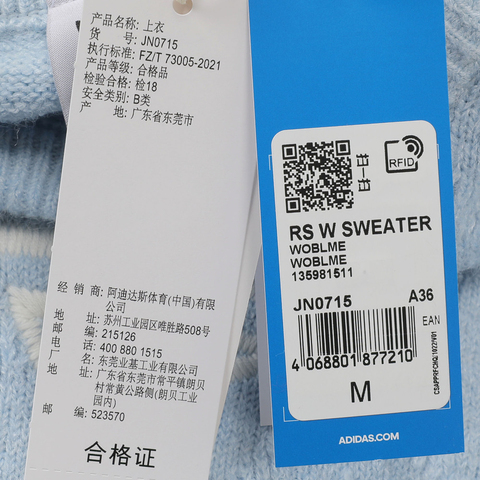 产品名称: 上衣
货 号: JN0715
执行标准: FZ/T 73005-2021
产品等级: 合格品
检验合格: 检18
安全类别: B类
产 地: 广东省东莞市
经 销 商: 阿迪达斯体育(中国)有限
公司
地 址: 苏州工业园区唯胜路508号
邮 编: 215126
电 话: 400 880 1515
厂 名: 东莞业基工业有限公司
地 址: 广东省东莞市常平镇朗贝
村常黄公路侧(朗贝工业
园内)
邮 编: 523570
合格证
RFID
RS W SWEATER
WOBLME
WOBLME
135981511
JN0715 A36
EAN
4 068801 877210
M
ADIDAS.COM